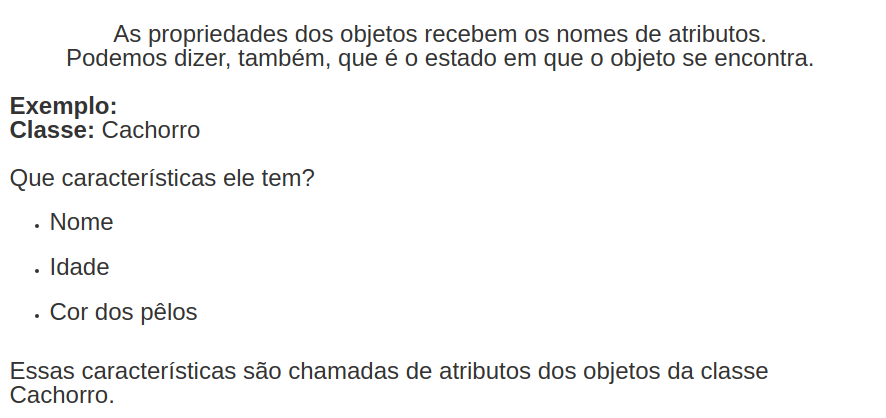 As propriedades dos objetos recebem os nomes de atributos.
Podemos dizer, também, que é o estado em que o objeto se encontra.
Exemplo:
Classe: Cachorro
Que características ele tem?
• Nome
• Idade
• Cor dos pêlos
Essas características são chamadas de atributos dos objetos da classe
Cachorro.